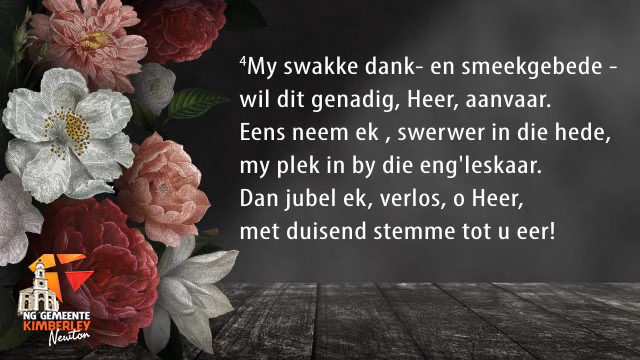 ⁴My swakke dank- en smeekgebede -
wil dit genadig, Heer, aanvaar.
Eens neem ek , swerwer in die hede,
my plek in by die eng'leskaar.
Dan jubel ek, verlos, o Heer,
met duisend stemme tot u eer!
NG GEMEENTE
KIMBERLEY
Newton